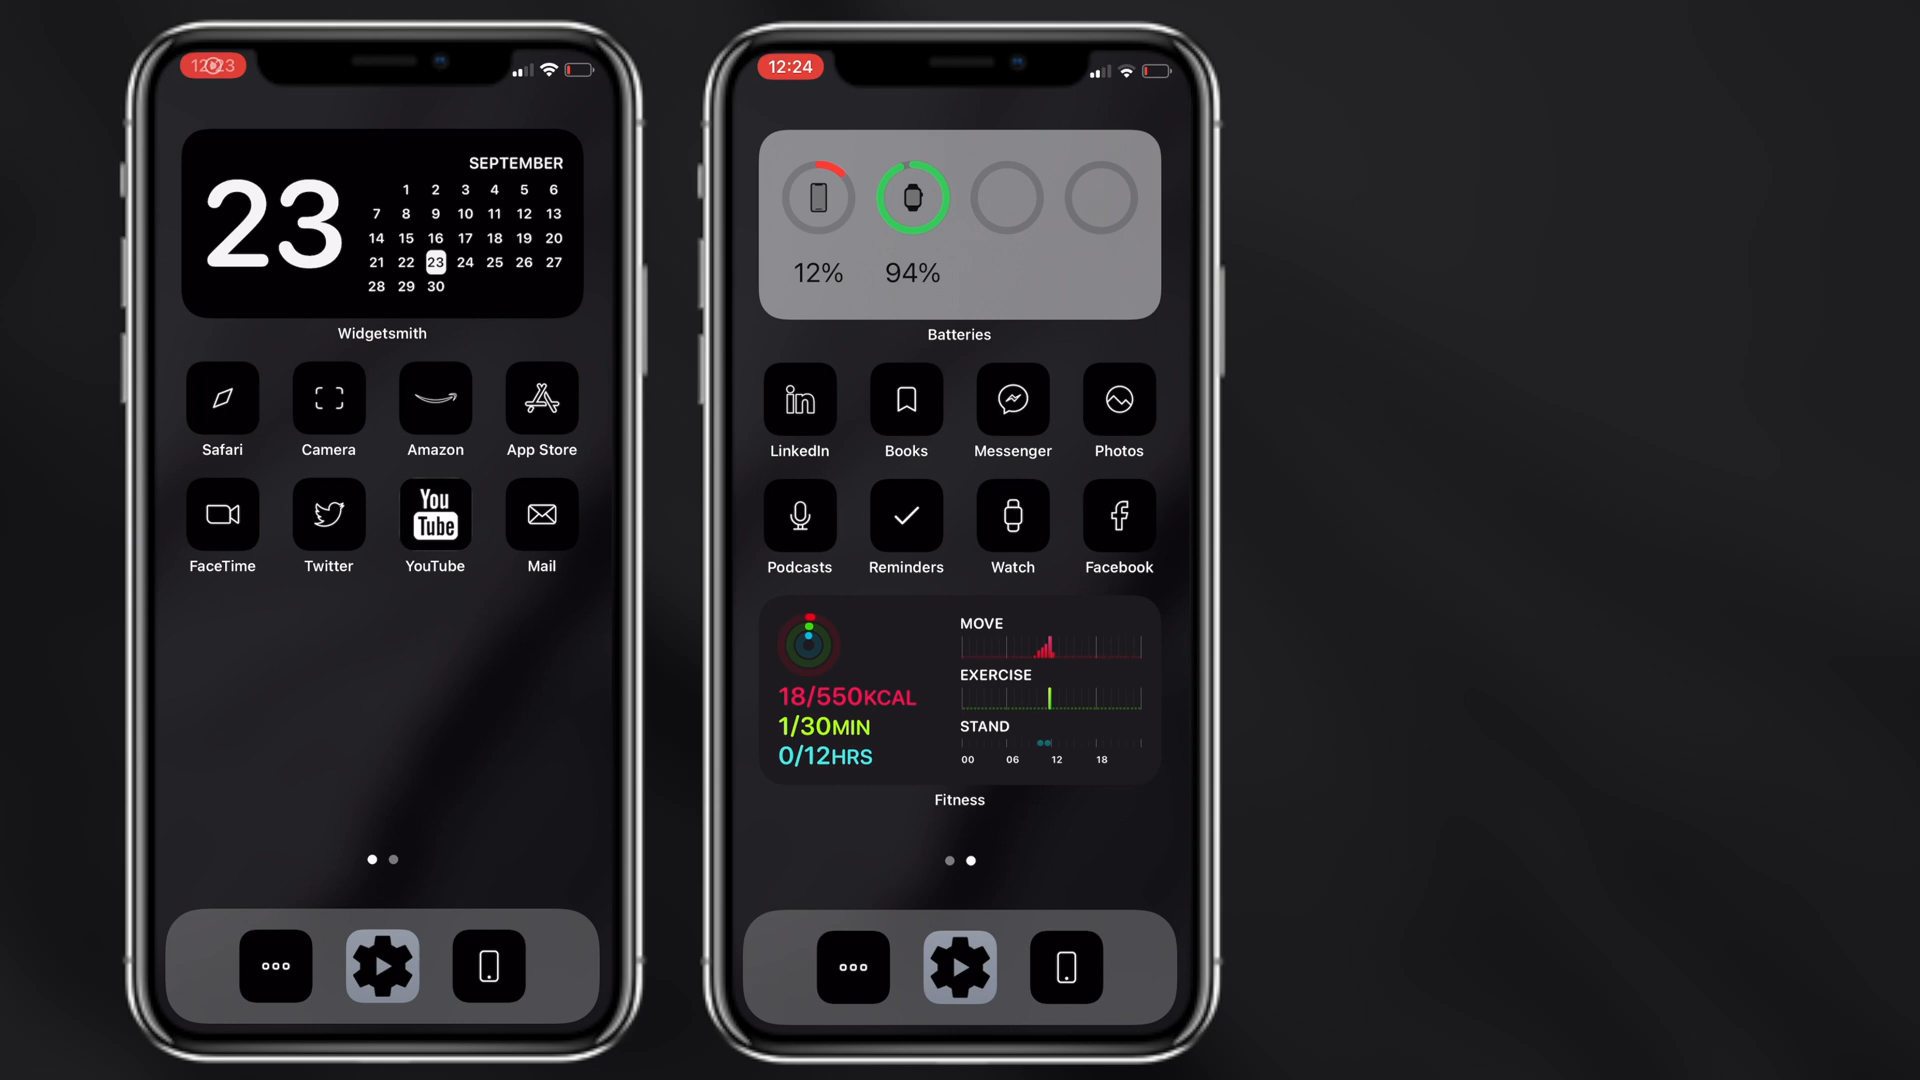 12:23
SEPTEMBER
23
1 2 3 4 5 6
7 8 9 10 11 12 13
14 15 16 17 18 19 20
21 22 23 24 25 26 27
28 29 30
Widgetsmith
Safari Camera Amazon App Store
You
Tube
FaceTime Twitter YouTube Mail
12:24
12% 94%
Batteries
in
LinkedIn Books Messenger Photos
Podcasts Reminders Watch Facebook
MOVE
EXERCISE
18/550KCAL
1/30MIN
STAND
0/12HRS
00 06 12 18
Fitness